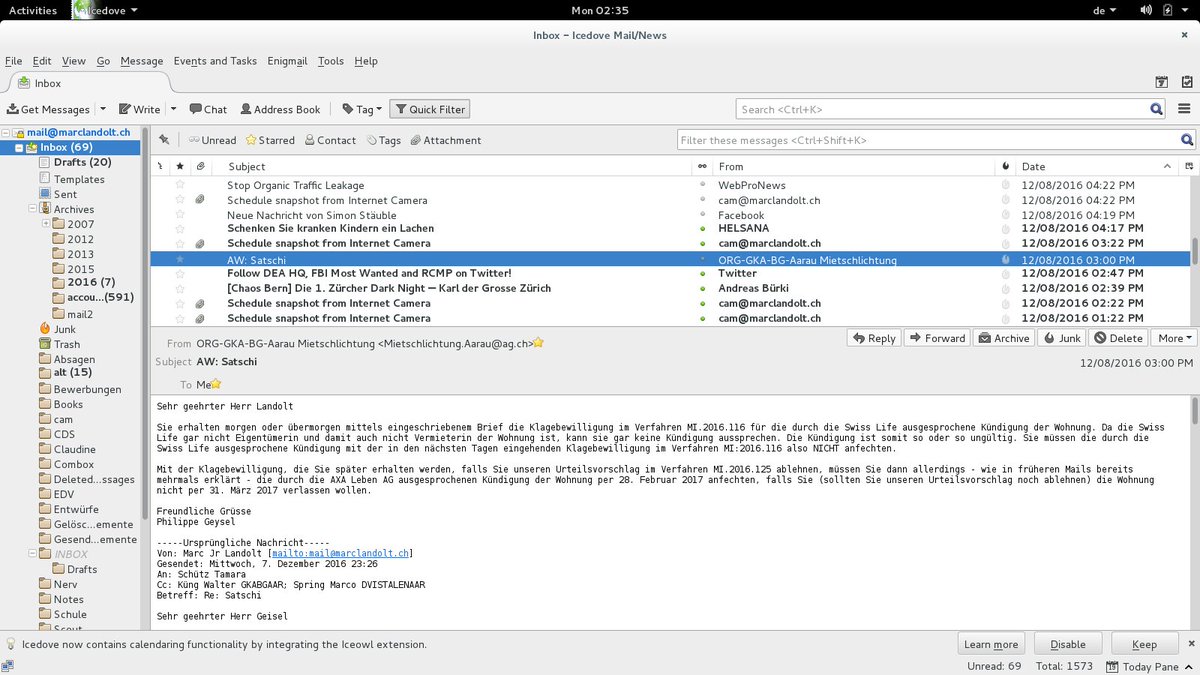 Activities Icedove Mon 02:35 de
Inbox – Icedove Mail/News
File Edit View Go Message Events and Tasks Enigmail Tools Help
Inbox
Get Messages Write Chat Address Book Tag Quick Filter Search <Ctrl+K>
mail@marclandolt.ch
Inbox (69)
Drafts (20)
Templates
Sent
Archives
2007
2012
2013
2015
2016 (7)
accou...(591)
mail2
Junk
Trash
Absagen
alt (15)
Bewerbungen
Books
cam
CDS
Claudine
Combox
Deleted...ssages
EDV
Entwürfe
Gelösc...emente
Gesend...emente
INBOX
Drafts
Nerv
Notes
Schule
Scout
Unread Starred Contact Tags Attachment Filter these messages <Ctrl+Shift+K>
Subject From Date
Stop Organic Traffic Leakage WebProNews 12/08/2016 04:22 PM
Schedule snapshot from Internet Camera cam@marclandolt.ch 12/08/2016 04:22 PM
Neue Nachricht von Simon Stäuble Facebook 12/08/2016 04:19 PM
Schenken Sie kranken Kindern ein Lachen HELSANA 12/08/2016 04:17 PM
Schedule snapshot from Internet Camera cam@marclandolt.ch 12/08/2016 03:22 PM
AW: Satschi ORG-GKA-BG-Aarau Mietschlichtung 12/08/2016 03:00 PM
Follow DEA HQ, FBI Most Wanted and RCMP on Twitter! Twitter 12/08/2016 02:47 PM
[Chaos Bern] Die 1. Zürcher Dark Night — Karl der Grosse Zürich Andreas Bürki 12/08/2016 02:39 PM
Schedule snapshot from Internet Camera cam@marclandolt.ch 12/08/2016 02:22 PM
Schedule snapshot from Internet Camera cam@marclandolt.ch 12/08/2016 01:22 PM
From ORG-GKA-BG-Aarau Mietschlichtung <Mietschlichtung.Aarau@ag.ch> Reply Forward Archive Junk Delete More
Subject AW: Satschi 12/08/2016 03:00 PM
To Me
Sehr geehrter Herr Landolt
Sie erhalten morgen oder übermorgen mittels eingeschriebenem Brief die Klagebewilligung im Verfahren MI.2016.116 für die durch die Swiss Life ausgesprochene Kündigung der Wohnung. Da die Swiss
Life gar nicht Eigentümerin und damit auch nicht Vermieterin der Wohnung ist, kann sie gar keine Kündigung aussprechen. Die Kündigung ist somit so oder so ungültig. Sie müssen die durch die
Swiss Life ausgesprochene Kündigung mit der in den nächsten Tagen eingehenden Klagebewilligung im Verfahren MI:2016.116 also NICHT anfechten.
Mit der Klagebewilligung, die Sie später erhalten werden, falls Sie unseren Urteilsvorschlag im Verfahren MI.2016.125 ablehnen, müssen Sie dann allerdings - wie in früheren Mails bereits
mehrmals erklärt - die durch die AXA Leben AG ausgesprochenen Kündigung der Wohnung per 28. Februar 2017 anfechten, falls Sie (sollten Sie unseren Urteilsvorschlag noch ablehnen) die Wohnung
nicht per 31. März 2017 verlassen wollen.
Freundliche Grüsse
Philippe Geysel
-----Ursprüngliche Nachricht-----
Von: Marc Jr Landolt [mailto:mail@marclandolt.ch]
Gesendet: Mittwoch, 7. Dezember 2016 23:26
An: Schütz Tamara
Cc: Küng Walter GKABGAAR; Spring Marco DVISTALENAAR
Betreff: Re: Satschi
Sehr geehrter Herr Geisel
Icedove now contains calendaring functionality by integrating the Iceowl extension. Learn more Disable Keep
Unread: 69 Total: 1573 Today Pane